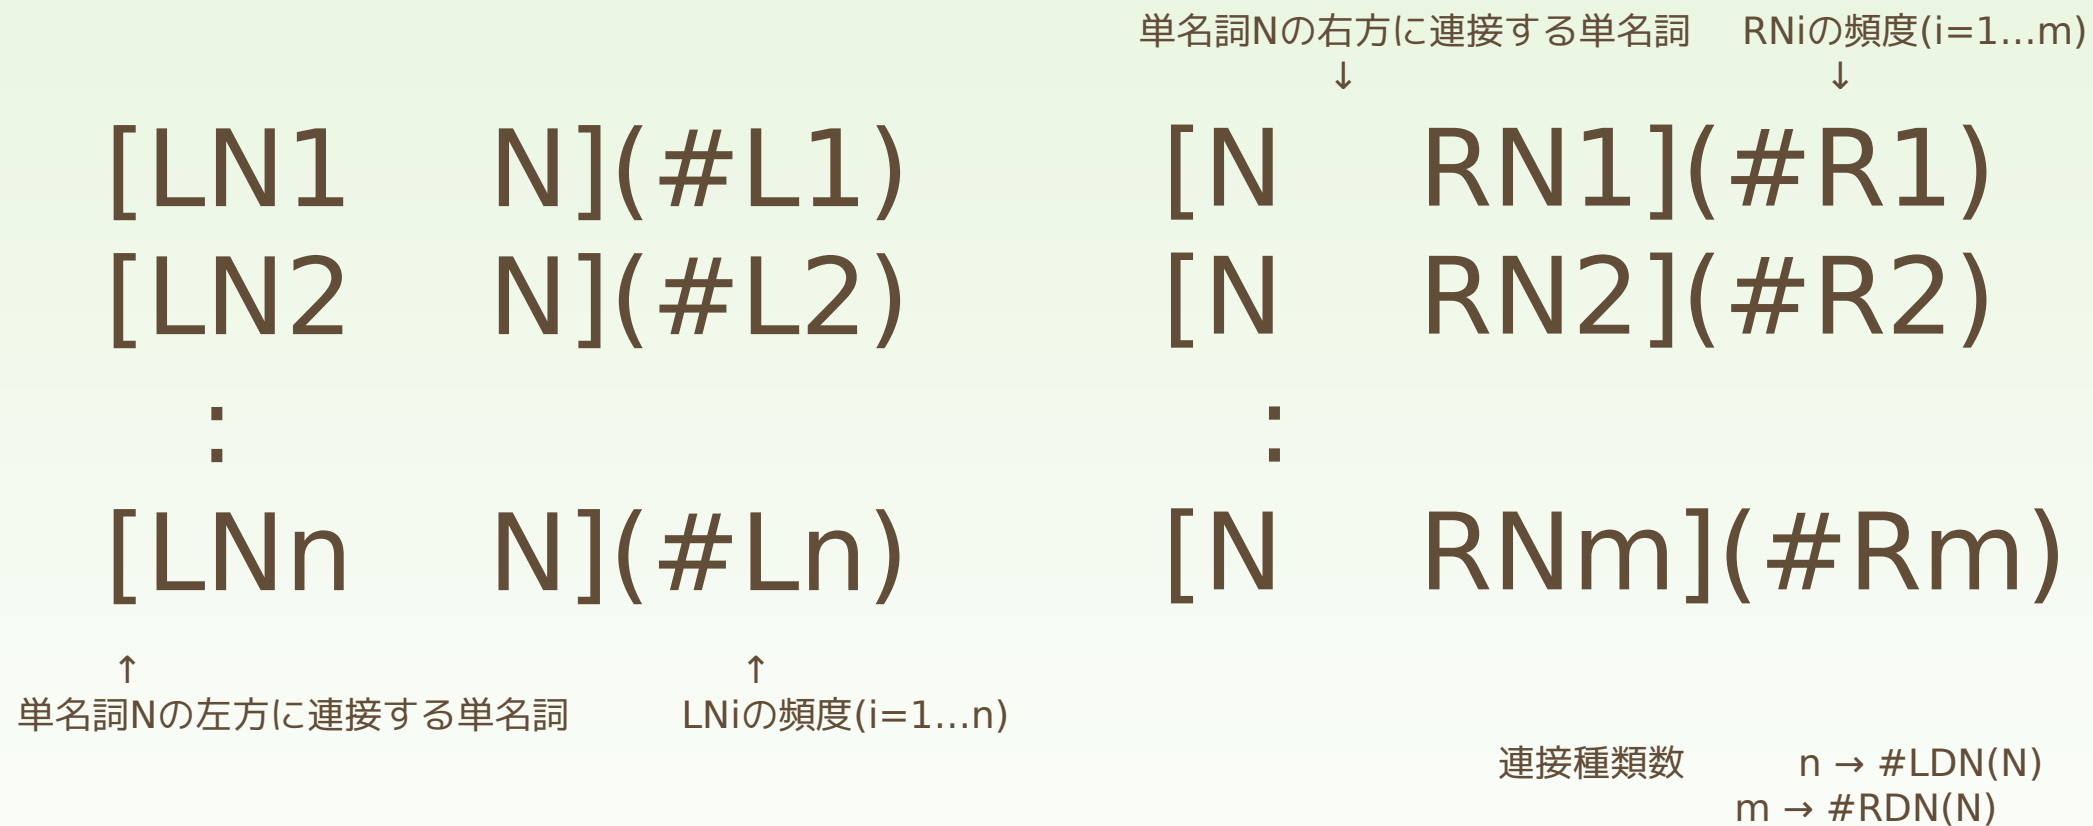 単名詞Nの右方に連接する単名詞 RNiの頻度(i=1…m)
↓ ↓
[LN1 N](#L1) [N RN1](#R1)
[LN2 N](#L2) [N RN2](#R2)
: :
[LNn N](#Ln) [N RNm](#Rm)
↑ ↑
単名詞Nの左方に連接する単名詞 LNiの頻度(i=1…n)
連接種類数 n → #LDN(N)
m → #RDN(N)